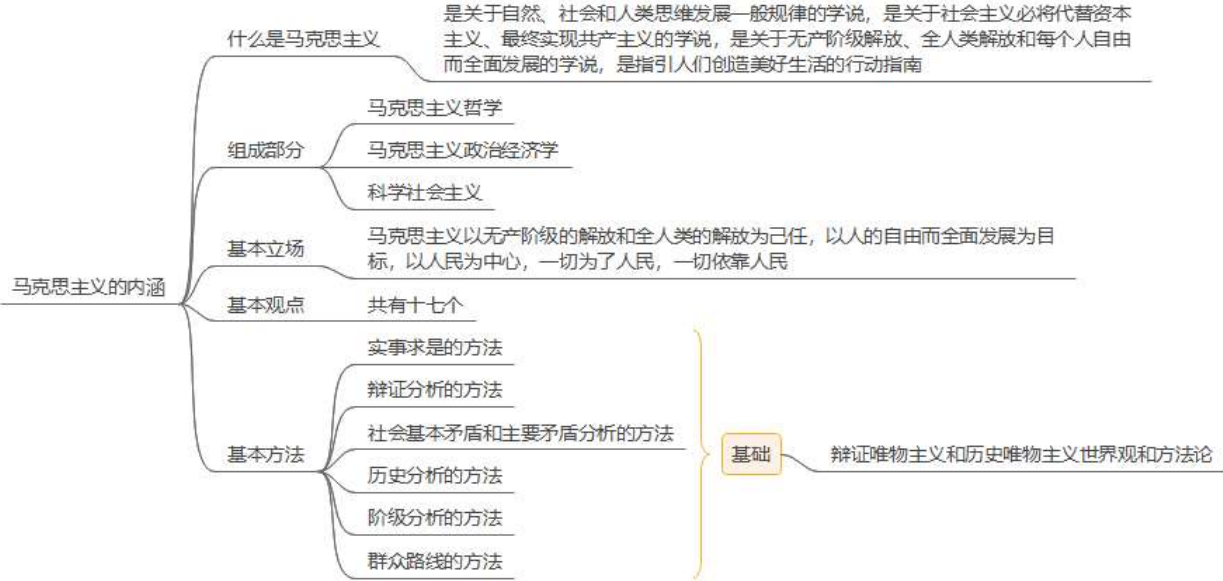 马克思主义的内涵
什么是马克思主义
是关于自然、社会和人类思维发展一般规律的学说，是关于社会主义必将代替资本
主义、最终实现共产主义的学说，是关于无产阶级解放、全人类解放和每个人自由
而全面发展的学说，是指引人们创造美好生活的行动指南
组成部分
马克思主义哲学
马克思主义政治经济学
科学社会主义
基本立场
马克思主义以无产阶级的解放和全人类的解放为己任，以人的自由而全面发展为目
标，以人民为中心，一切为了人民，一切依靠人民
基本观点
共有十七个
基本方法
实事求是的方法
辩证分析的方法
社会基本矛盾和主要矛盾分析的方法
历史分析的方法
阶级分析的方法
群众路线的方法
基础
辩证唯物主义和历史唯物主义世界观和方法论